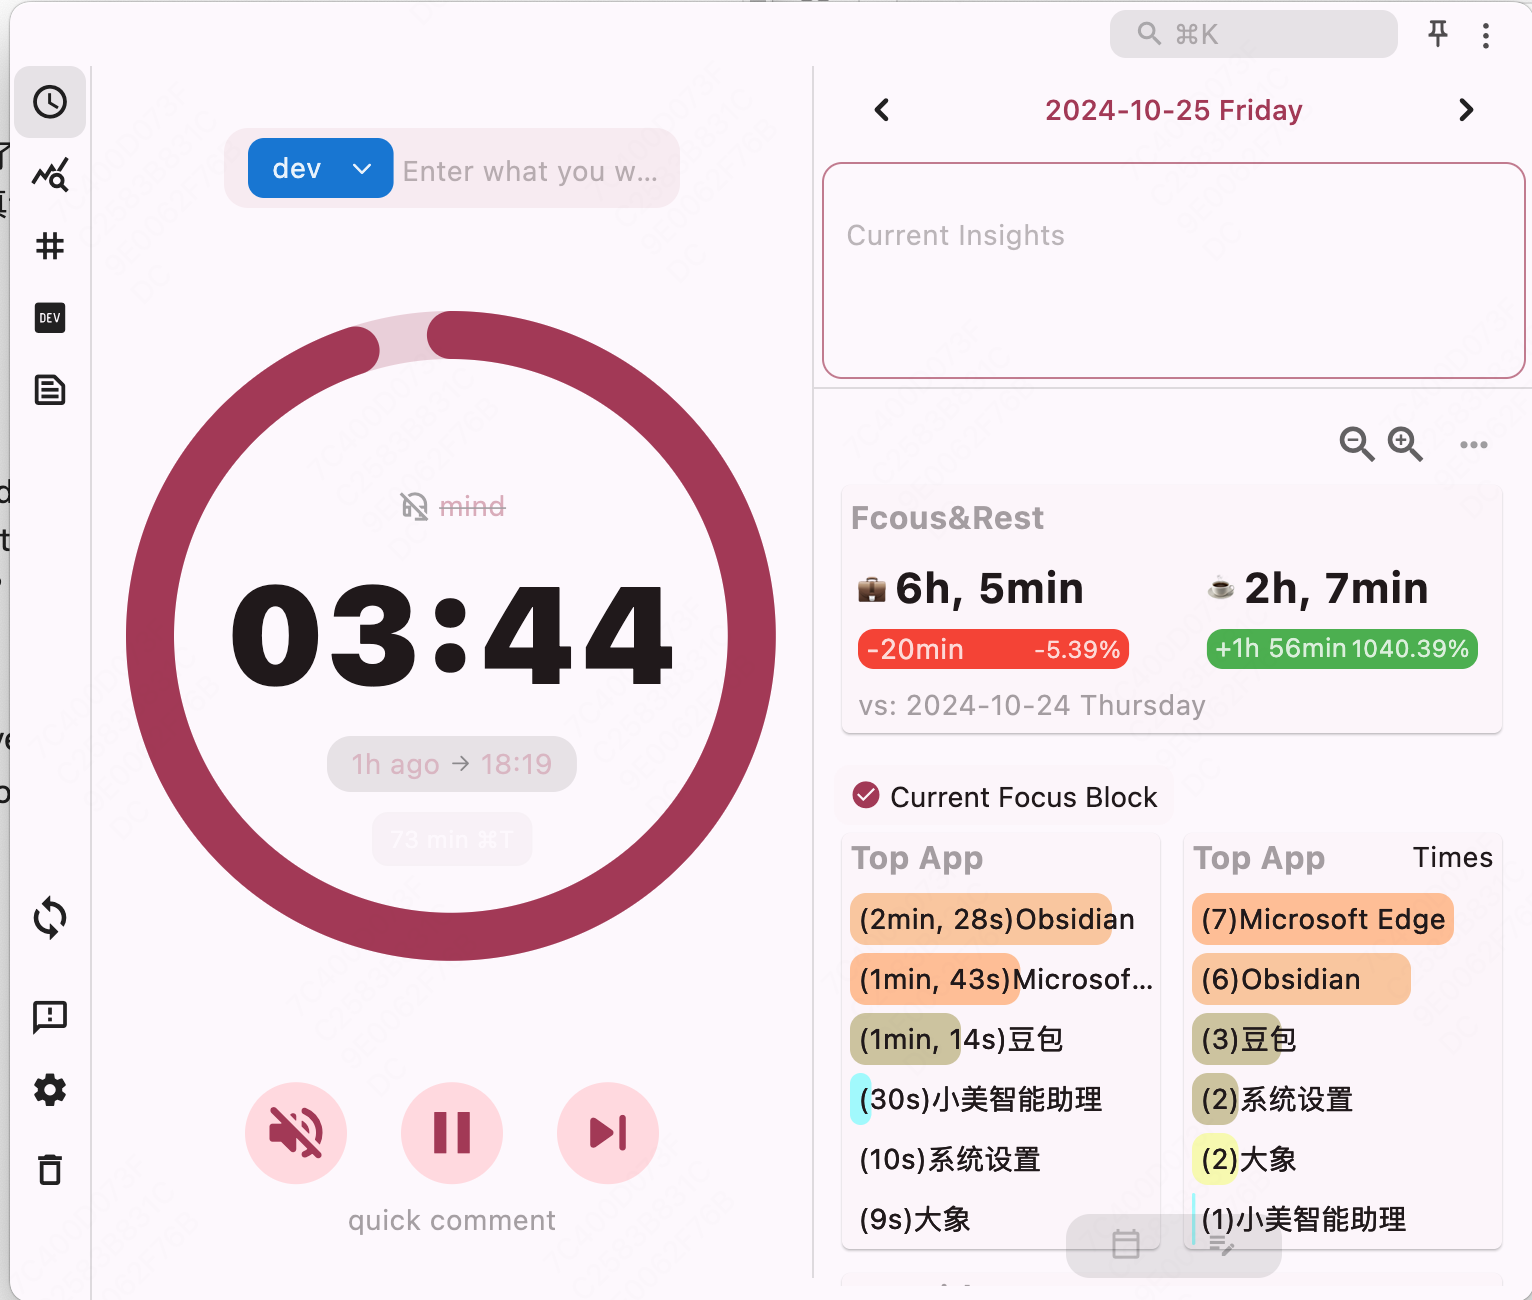 ⌘K
dev
Enter what you w...
DEV
mind
03:44
1h ago → 18:19
73 min ⌘T
quick comment
2024-10-25 Friday
Current Insights
Fcous&Rest
6h, 5min
2h, 7min
-20min -5.39%
+1h 56min 1040.39%
vs: 2024-10-24 Thursday
Current Focus Block
Top App
(2min, 28s)Obsidian
(1min, 43s)Microsof...
(1min, 14s)豆包
(30s)小美智能助理
(10s)系统设置
(9s)大象
Top App Times
(7)Microsoft Edge
(6)Obsidian
(3)豆包
(2)系统设置
(2)大象
(1)小美智能助理